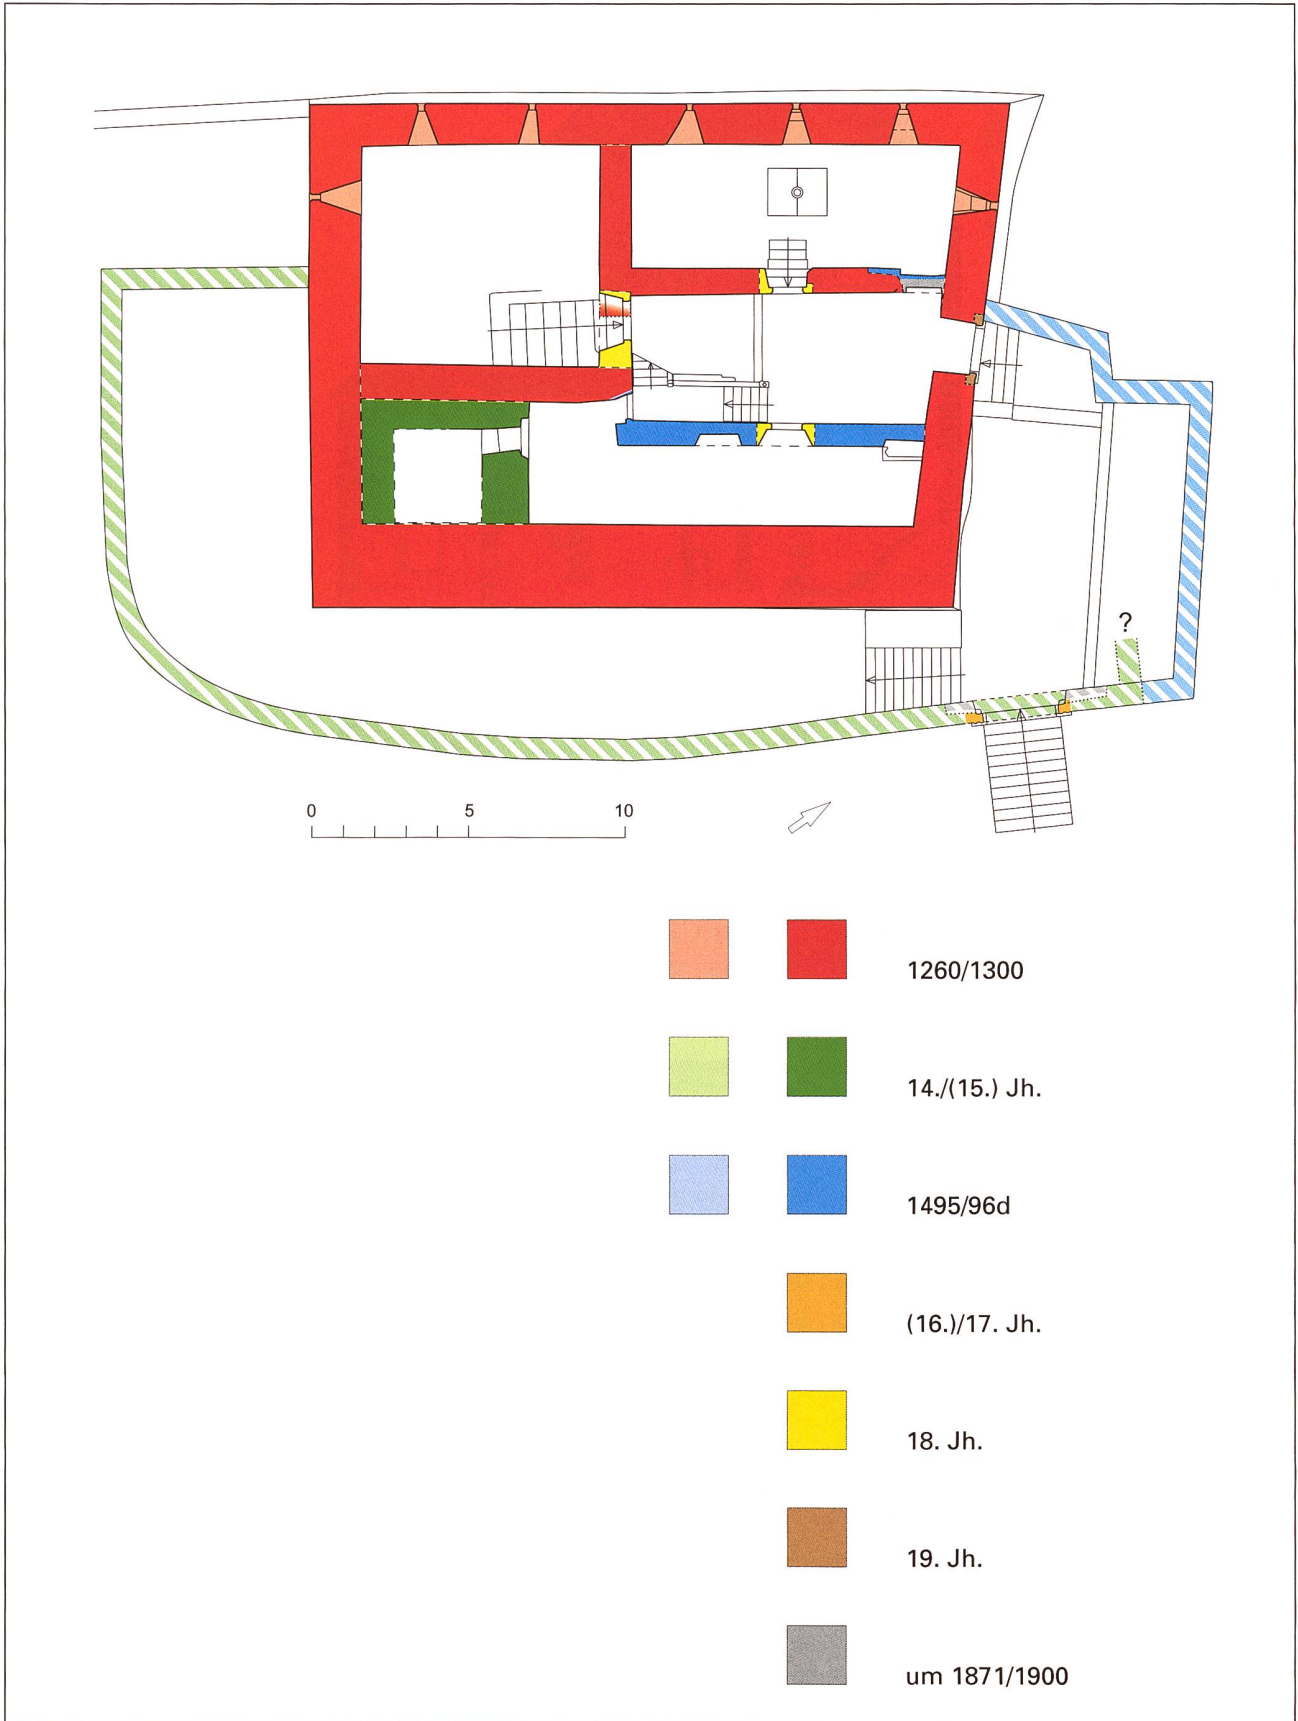 ?
0 5 10
1260/1300
14./(15.) Jh.
1495/96d
(16.)/17. Jh.
18. Jh.
19. Jh.
um 1871/1900